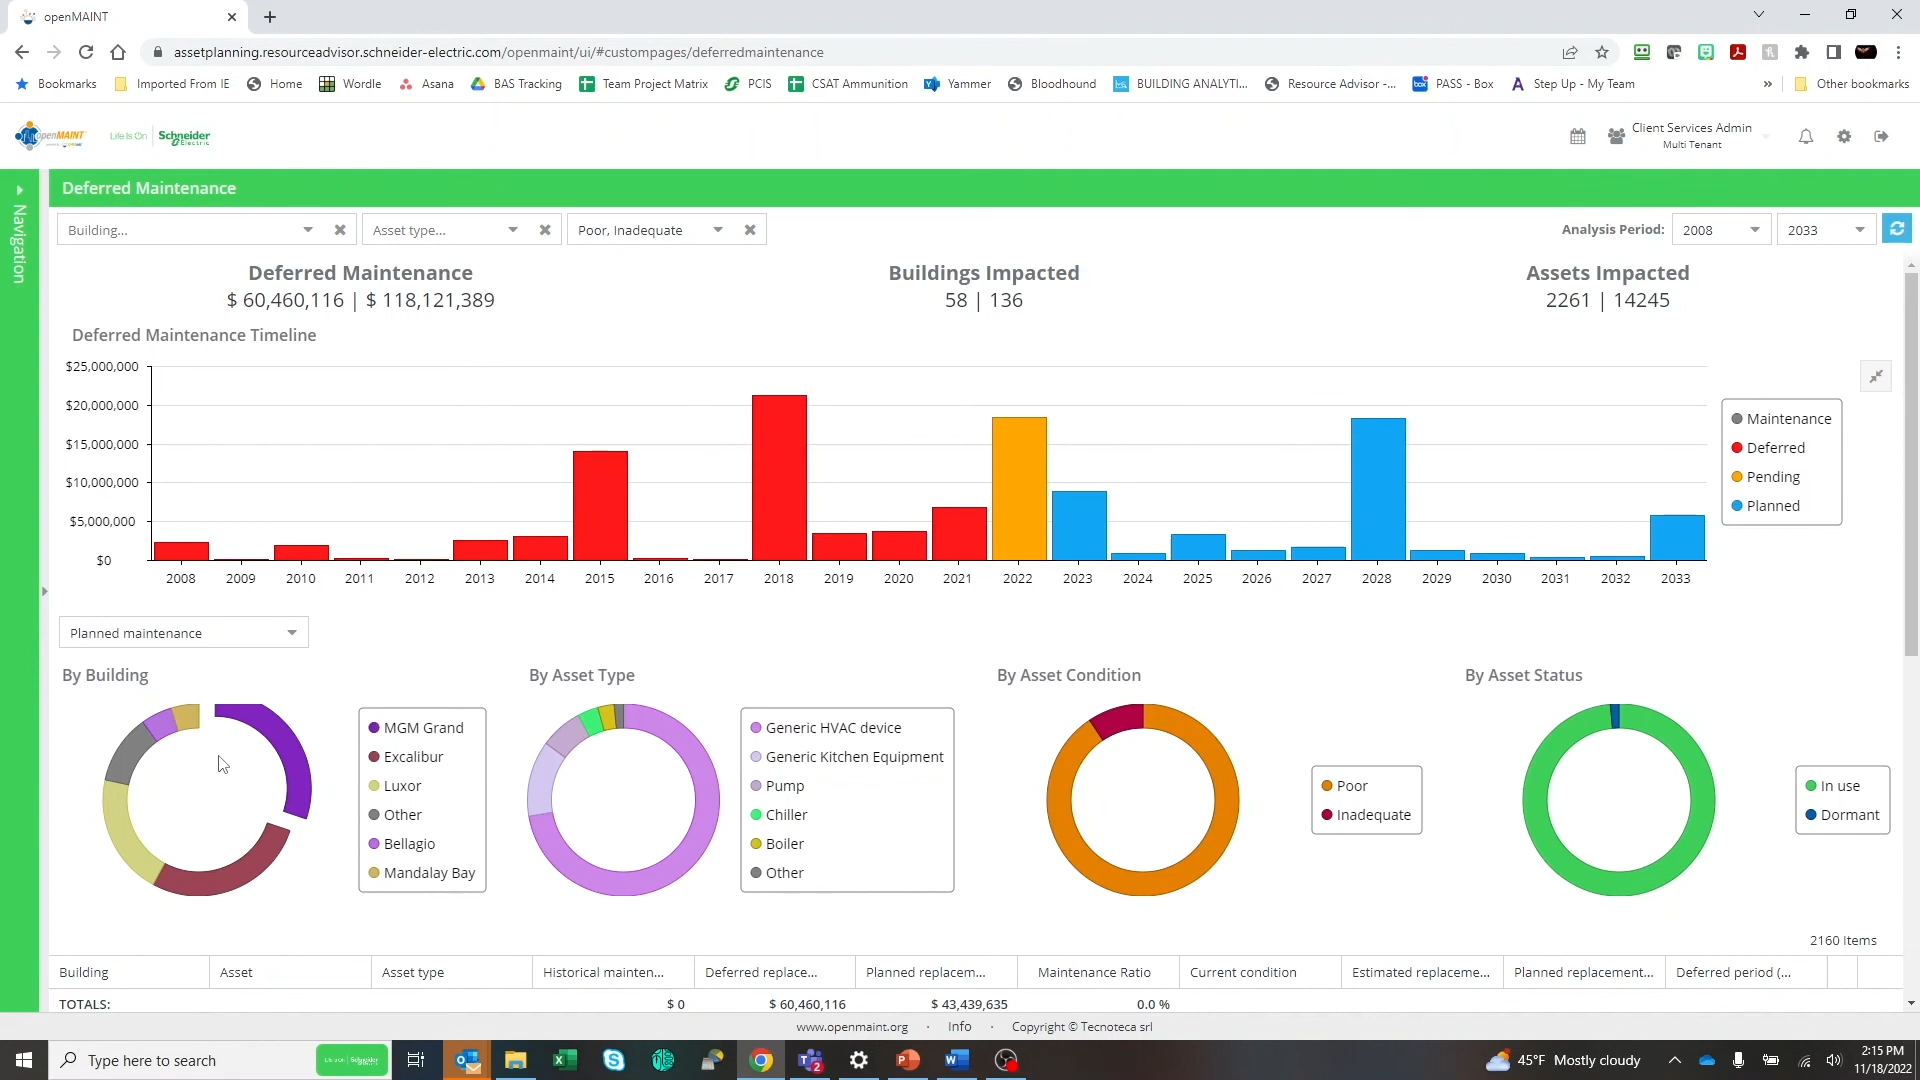 openMAINT
assetplanning.resourceadvisor.schneider-electric.com/openmaint/ui/#custompages/deferredmaintenance
Bookmarks Imported From IE Home Wordle Asana BAS Tracking Team Project Matrix PCIS CSAT Ammunition Yammer Bloodhound BUILDING ANALYTI... Resource Advisor -... PASS - Box Step Up - My Team » Other bookmarks
openMAINT Life Is On Schneider Electric
Client Services Admin
Multi Tenant
Navigation
Deferred Maintenance
Building... Asset type... Poor, Inadequate Analysis Period: 2008 2033
Deferred Maintenance Buildings Impacted Assets Impacted
$ 60,460,116 | $ 118,121,389 58 | 136 2261 | 14245
Deferred Maintenance Timeline
$25,000,000
$20,000,000
$15,000,000
$10,000,000
$5,000,000
$0
2008 2009 2010 2011 2012 2013 2014 2015 2016 2017 2018 2019 2020 2021 2022 2023 2024 2025 2026 2027 2028 2029 2030 2031 2032 2033
Maintenance
Deferred
Pending
Planned
Planned maintenance
By Building
MGM Grand
Excalibur
Luxor
Other
Bellagio
Mandalay Bay
By Asset Type
Generic HVAC device
Generic Kitchen Equipment
Pump
Chiller
Boiler
Other
By Asset Condition
Poor
Inadequate
By Asset Status
In use
Dormant
2160 Items
Building Asset Asset type Historical mainten... Deferred replace... Planned replacem... Maintenance Ratio Current condition Estimated replaceme... Planned replacement... Deferred period (...
TOTALS: $ 0 $ 60,460,116 $ 43,439,635 0.0 %
www.openmaint.org · Info · Copyright © Tecnoteca srl
Type here to search
Life Is On Schneider
2
45°F Mostly cloudy
2:15 PM
11/18/2022